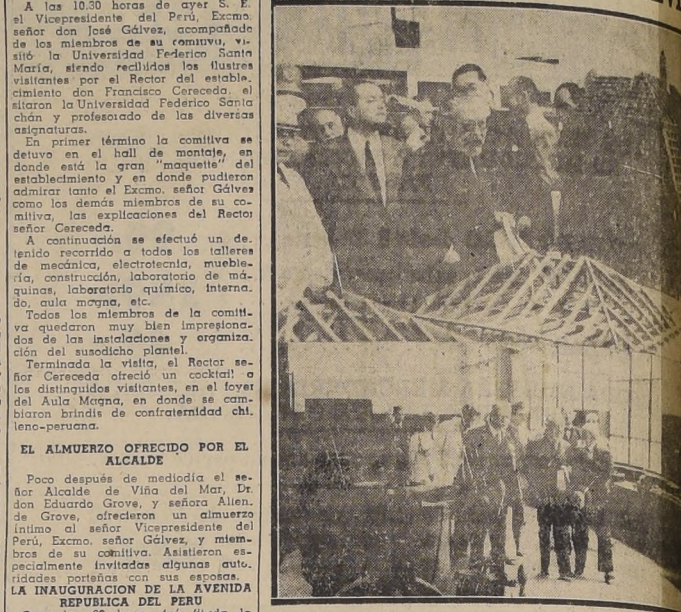 A las 10.30 horas de ayer S. E.
el Vicepresidente del Perú, Excmo.
señor don José Gálvez, acompañado
de los miembros de su comitiva, vi-
sitó la Universidad Federico Santa
María, siendo recibidos los ilustres
visitantes por el Rector del estable.
cimiento don Francisco Cereceda, el
sitaron la Universidad Federico Santa
chán y profesorado de las diversas
asignaturas.
En primer término la comitiva se
detuvo en el hall de montaje, en
donde está la gran "maquette" del
establecimiento y en donde pudieron
admirar tanto el Excmo. señor Gálvez
como los demás miembros de su co-
mitiva, las explicaciones del Rector
señor Cereceda.
A continuación se efectuó un de-
tenido recorrido a todos los talleres
de mecánica, electrotecnia, mueble-
ría, construcción, laboratorio de má-
quinas, laboratorio químico, interna.
do, aula magna, etc.
Todos los miembros de la comiti-
va quedaron muy bien impresiona-
dos de las instalaciones y organiza-
ción del susodicho plantel.
Terminada la visita, el Rector se-
ñor Cereceda ofreció un cocktail a
los distinguidos visitantes, en el foyer
del Aula Magna, en donde se cam-
biaron brindis de confraternidad chi.
leno-peruana.
EL ALMUERZO OFRECIDO POR EL
ALCALDE
Poco después de mediodía el se-
ñor Alcalde de Viña del Mar, Dr.
don Eduardo Grove, y señora Alien.
de Grove, ofrecieron un almuerzo
íntimo al señor Vicepresidente del
Perú, Excmo. señor Gálvez, y miem-
bros de su comitiva. Asistieron es-
pecialmente invitadas algunas auto.
ridades porteñas con sus esposas.
LA INAUGURACION DE LA AVENIDA
REPUBLICA DEL PERU